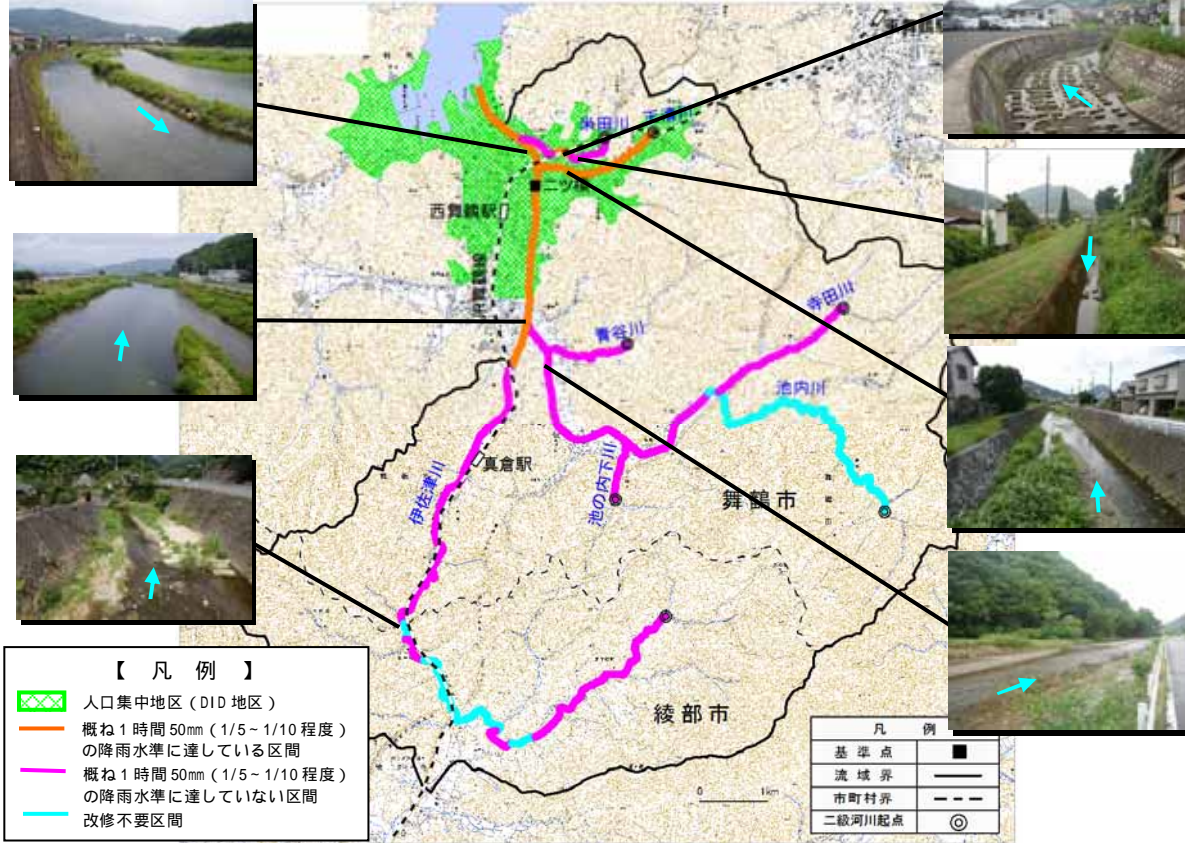 西舞鶴駅
青谷川
寺田川
池内川
真倉駅
伊佐津川
池の内下川
舞鶴市
綾部市
0 1km
【 凡 例 】
人口集中地区（DID地区）
概ね1時間50mm（1/5~1/10程度）
の降雨水準に達している区間
概ね1時間50mm（1/5~1/10程度）
の降雨水準に達していない区間
改修不要区間
凡 例
基準点
流域界
市町村界
二級河川起点